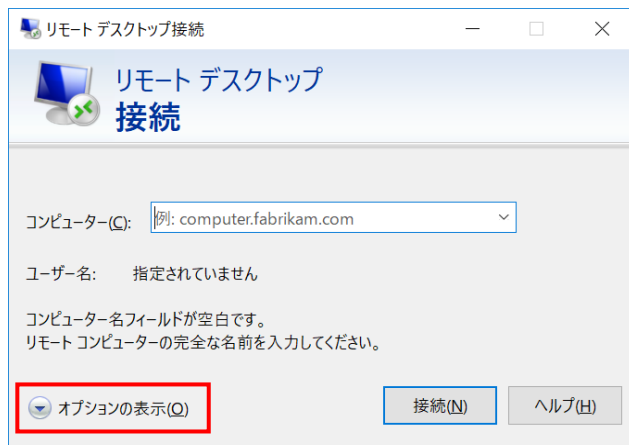 リモート デスクトップ接続
リモート デスクトップ
接続
コンピューター(C): 例: computer.fabrikam.com
ユーザー名: 指定されていません
コンピューター名フィールドが空白です。
リモート コンピューターの完全な名前を入力してください。
オプションの表示(O) 接続(N) ヘルプ(H)